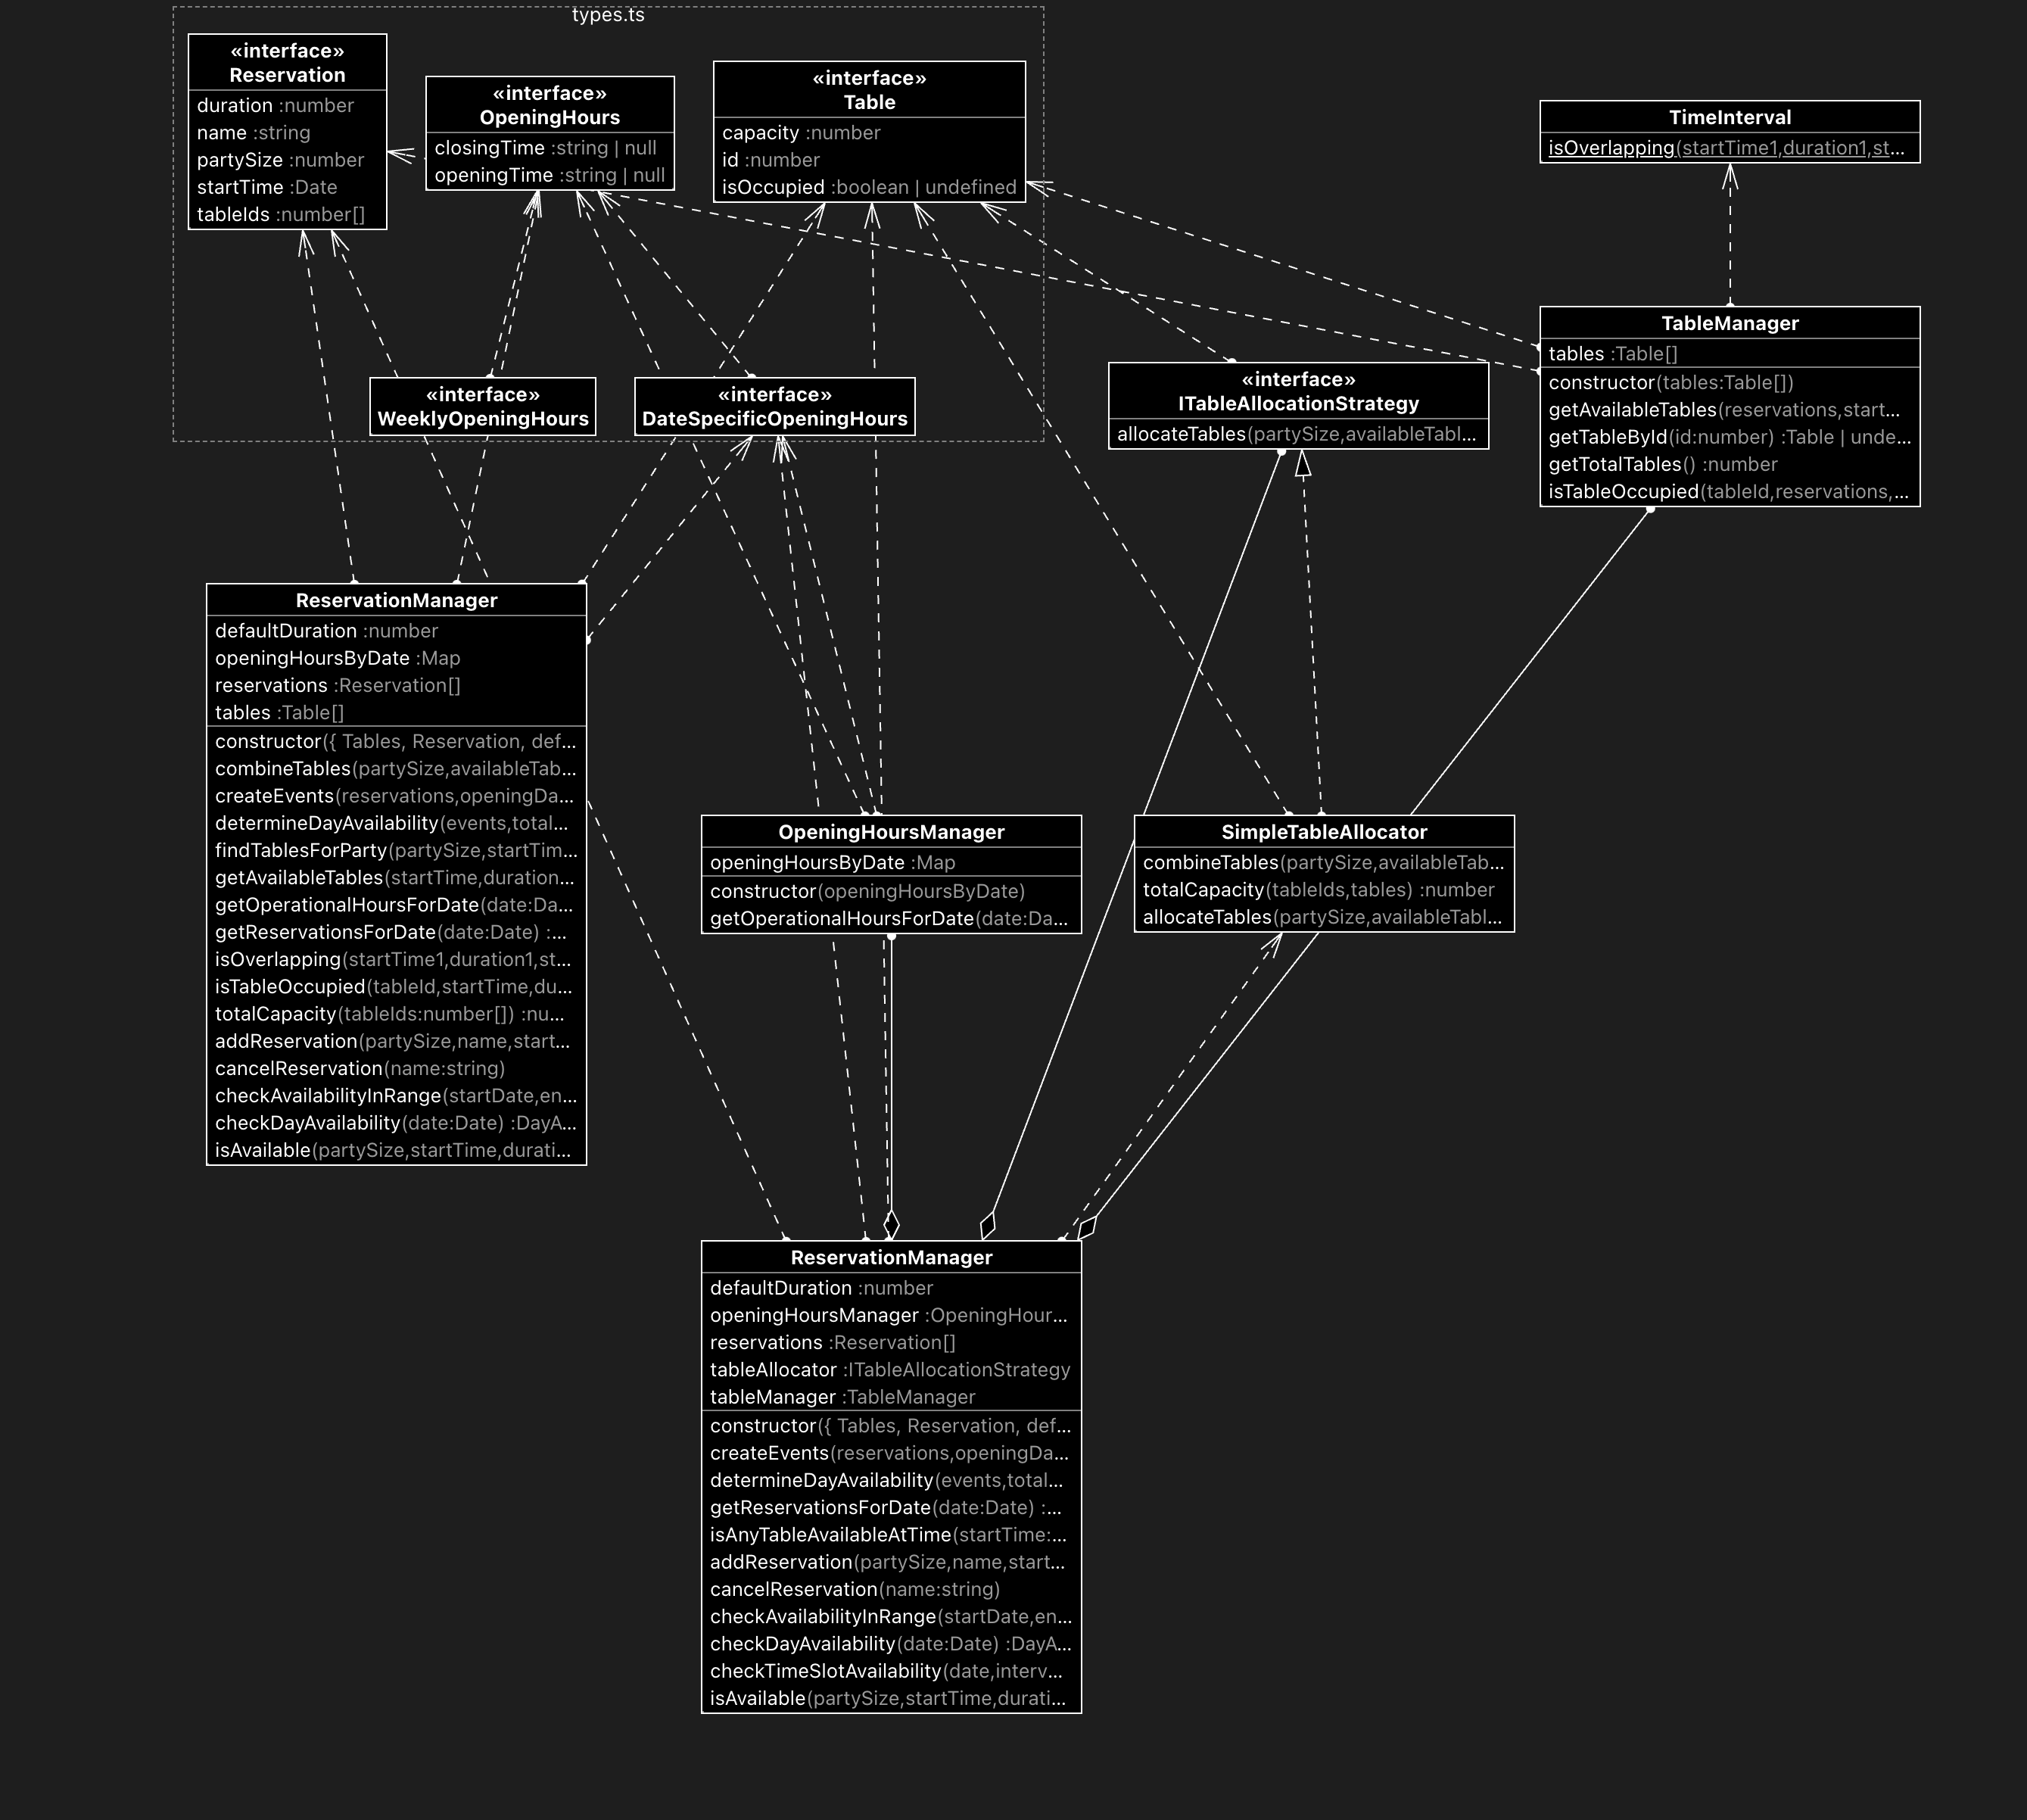 types.ts
«interface»
Reservation
duration :number
name :string
partySize :number
startTime :Date
tableIds :number[]
«interface»
OpeningHours
closingTime :string | null
openingTime :string | null
«interface»
Table
capacity :number
id :number
isOccupied :boolean | undefined
TimeInterval
isOverlapping(startTime1,duration1,st...
«interface»
WeeklyOpeningHours
«interface»
DateSpecificOpeningHours
«interface»
ITableAllocationStrategy
allocateTables(partySize,availableTabl...
TableManager
tables :Table[]
constructor(tables:Table[])
getAvailableTables(reservations,start...
getTableById(id:number) :Table | unde...
getTotalTables() :number
isTableOccupied(tableId,reservations,...
ReservationManager
defaultDuration :number
openingHoursByDate :Map
reservations :Reservation[]
tables :Table[]
constructor({ Tables, Reservation, def...
combineTables(partySize,availableTab...
createEvents(reservations,openingDa...
determineDayAvailability(events,total...
findTablesForParty(partySize,startTim...
getAvailableTables(startTime,duration...
getOperationalHoursForDate(date:Da...
getReservationsForDate(date:Date) :...
isOverlapping(startTime1,duration1,st...
isTableOccupied(tableId,startTime,du...
totalCapacity(tableIds:number[]) :nu...
addReservation(partySize,name,start...
cancelReservation(name:string)
checkAvailabilityInRange(startDate,en...
checkDayAvailability(date:Date) :DayA...
isAvailable(partySize,startTime,durati...
OpeningHoursManager
openingHoursByDate :Map
constructor(openingHoursByDate)
getOperationalHoursForDate(date:Da...
SimpleTableAllocator
combineTables(partySize,availableTab...
totalCapacity(tableIds,tables) :number
allocateTables(partySize,availableTabl...
ReservationManager
defaultDuration :number
openingHoursManager :OpeningHour...
reservations :Reservation[]
tableAllocator :ITableAllocationStrategy
tableManager :TableManager
constructor({ Tables, Reservation, def...
createEvents(reservations,openingDa...
determineDayAvailability(events,total...
getReservationsForDate(date:Date) :...
isAnyTableAvailableAtTime(startTime:...
addReservation(partySize,name,start...
cancelReservation(name:string)
checkAvailabilityInRange(startDate,en...
checkDayAvailability(date:Date) :DayA...
checkTimeSlotAvailability(date,interv...
isAvailable(partySize,startTime,durati...